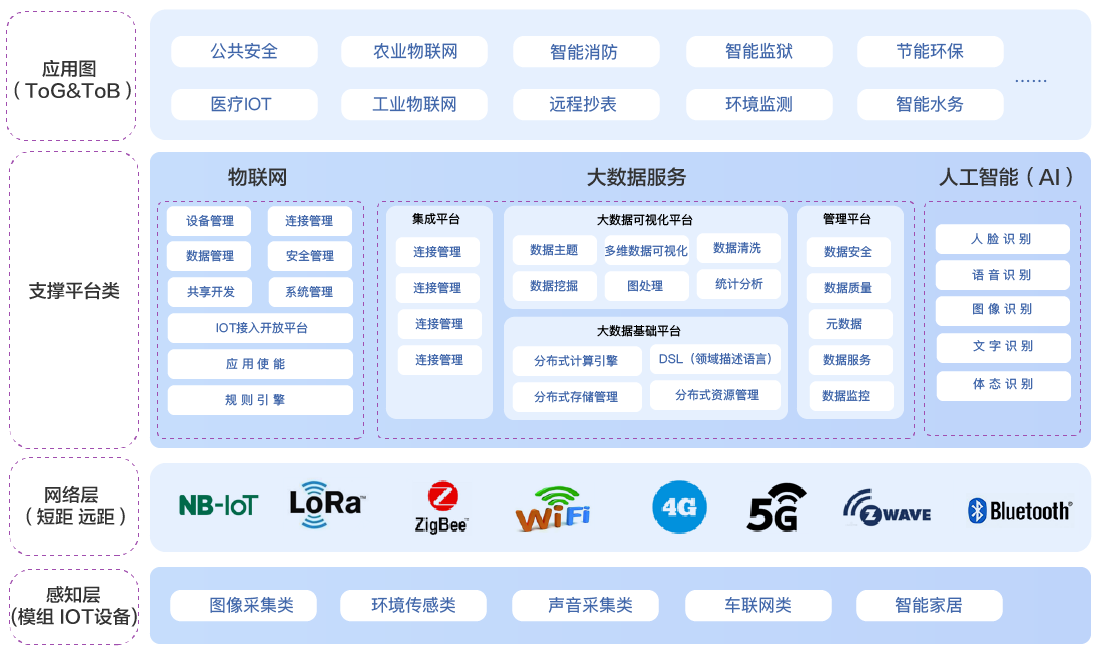 应用图
（ToG&ToB）
公共安全
农业物联网
智能消防
智能监狱
节能环保
医疗IOT
工业物联网
远程抄表
环境监测
智能水务
……
支撑平台类
物联网
设备管理
连接管理
数据管理
安全管理
共享开发
系统管理
IOT接入开放平台
应用使能
规则引擎
大数据服务
集成平台
连接管理
连接管理
连接管理
连接管理
大数据可视化平台
数据主题
多维数据可视化
数据清洗
数据挖掘
图处理
统计分析
大数据基础平台
分布式计算引擎
DSL（领域描述语言）
分布式存储管理
分布式资源管理
管理平台
数据安全
数据质量
元数据
数据服务
数据监控
人工智能（AI）
人脸识别
语音识别
图像识别
文字识别
体态识别
网络层
（短距 远距）
NB-IoT
LoRa™
ZigBee™
WiFi
4G
5G
Z WAVE
Bluetooth®
感知层
(模组 IOT设备)
图像采集类
环境传感类
声音采集类
车联网类
智能家居